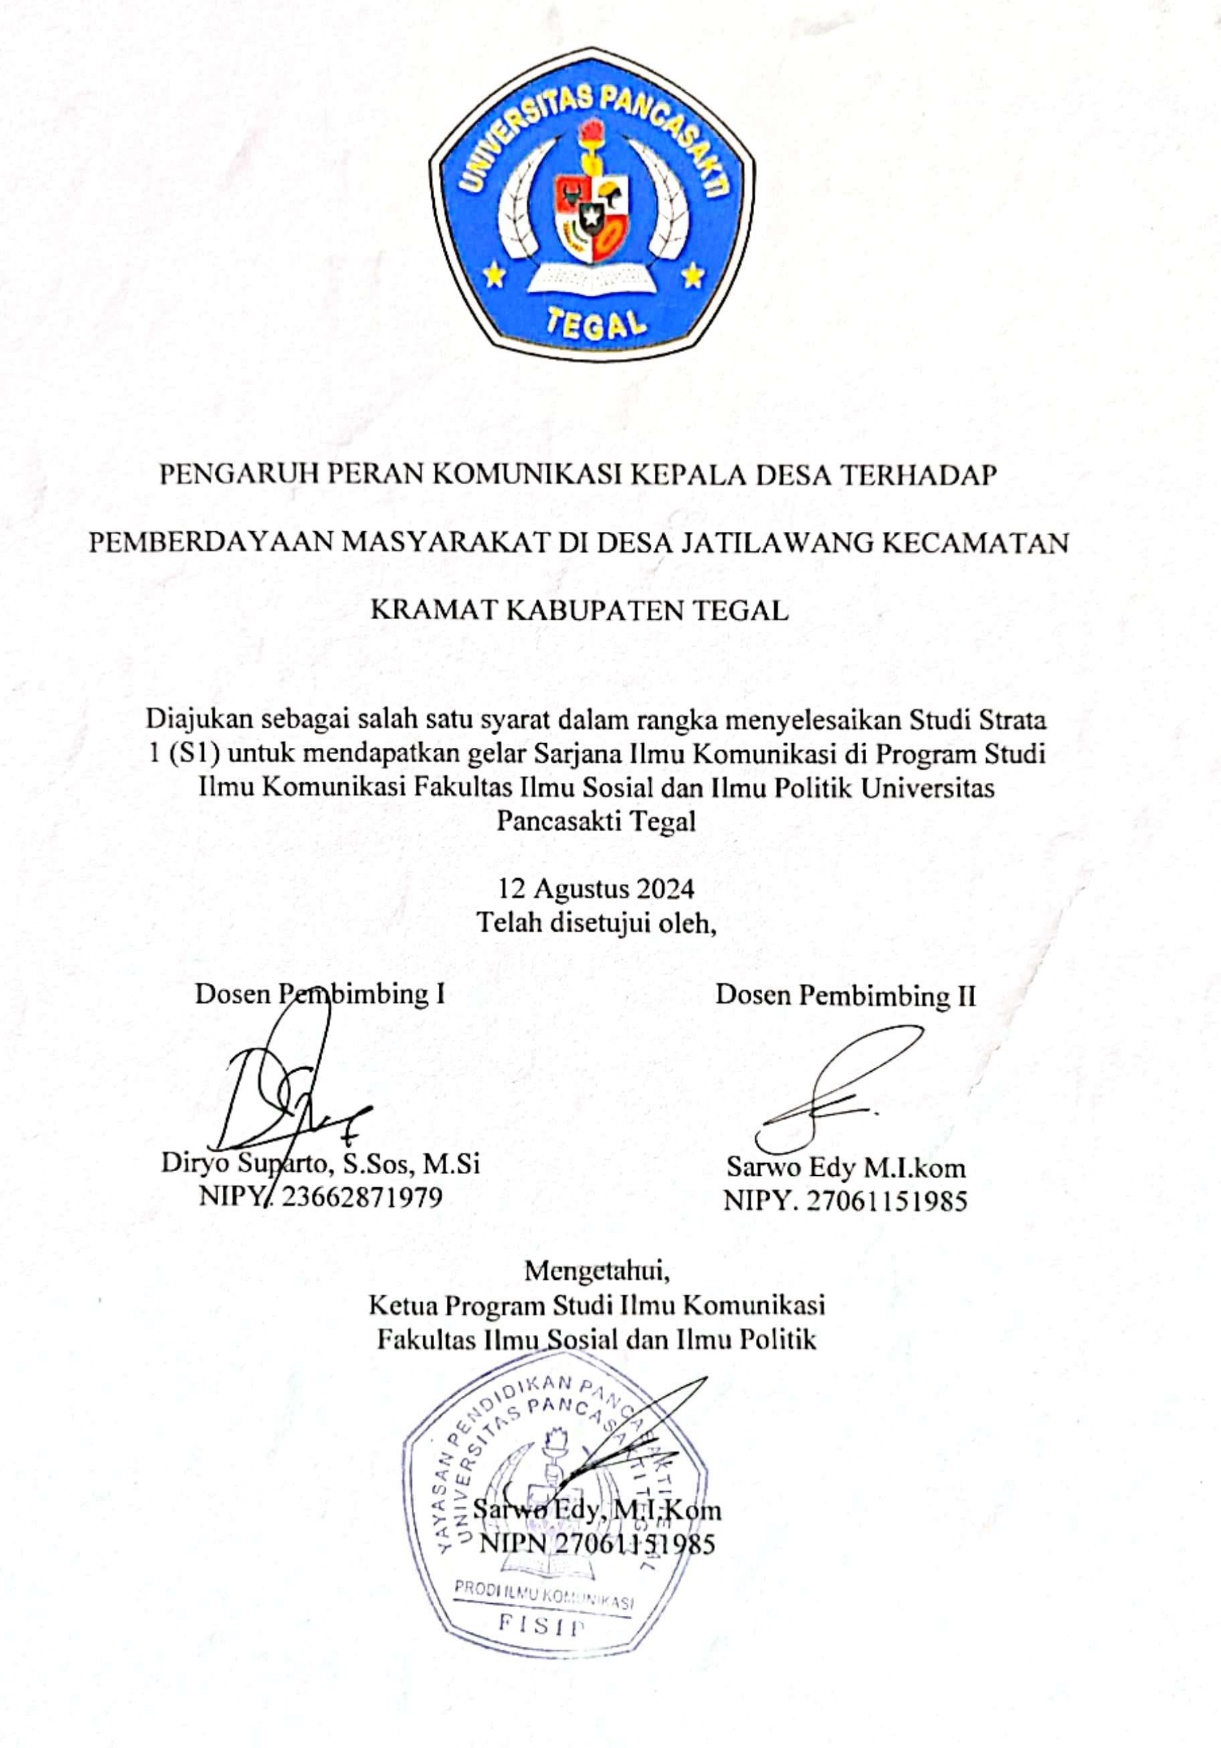 UNIVERSITAS PANCASAKTI
TEGAL
PENGARUH PERAN KOMUNIKASI KEPALA DESA TERHADAP
PEMBERDAYAAN MASYARAKAT DI DESA JATILAWANG KECAMATAN
KRAMAT KABUPATEN TEGAL
Diajukan sebagai salah satu syarat dalam rangka menyelesaikan Studi Strata
1 (S1) untuk mendapatkan gelar Sarjana Ilmu Komunikasi di Program Studi
Ilmu Komunikasi Fakultas Ilmu Sosial dan Ilmu Politik Universitas
Pancasakti Tegal
12 Agustus 2024
Telah disetujui oleh,
Dosen Pembimbing I
Dosen Pembimbing II
Diryo Suparto, S.Sos, M.Si
Sarwo Edy M.I.kom
NIPY. 23662871979
NIPY. 27061151985
Mengetahui,
Ketua Program Studi Ilmu Komunikasi
Fakultas Ilmu Sosial dan Ilmu Politik
YAYASAN PENDIDIKAN PANCASAKTI TEGAL
UNIVERSITAS PANCASAKTI TEGAL
Sarwo Edy, M.I.Kom
NIPN 27061151985
PRODI ILMU KOMUNIKASI
FISIP